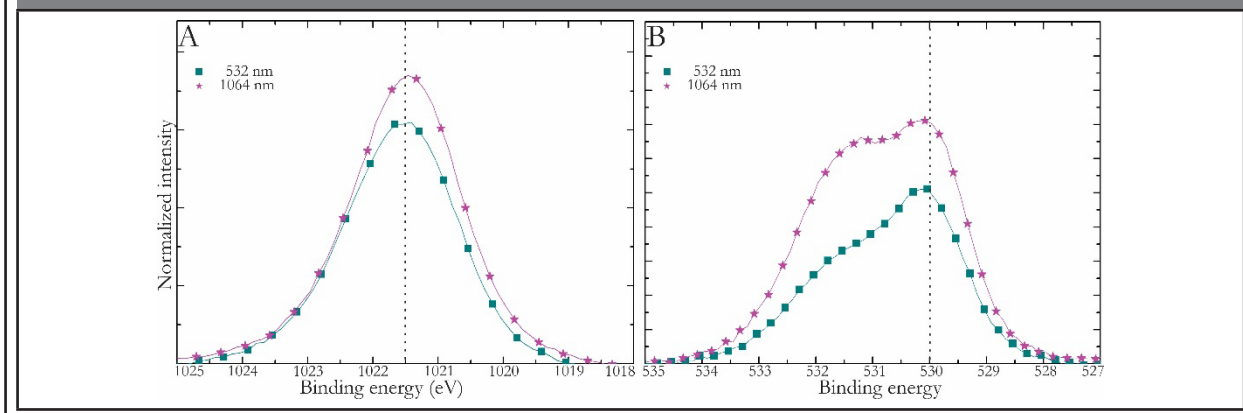 A
532 nm
1064 nm
Normalized intensity
1025 1024 1023 1022 1021 1020 1019 1018
Binding energy (eV)
B
532 nm
1064 nm
535 534 533 532 531 530 529 528 527
Binding energy